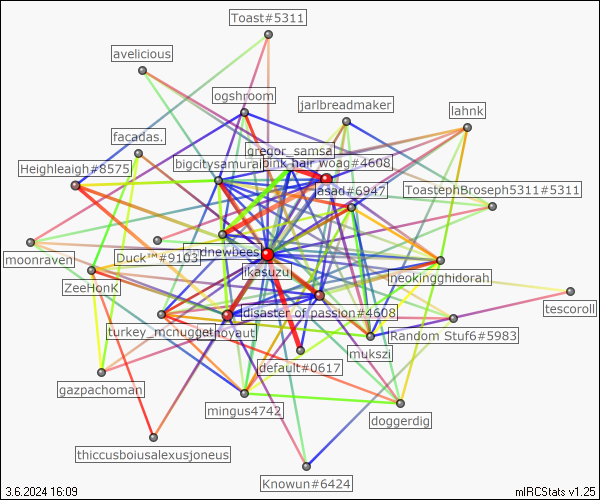 Toast#5311
avelicious
ogshroom
jarlbreadmaker
lahnk
facadas.
gregor_samsa
bigcitysamurai
pink hair woag#4608
Heighleaigh#8575
asad#6947
ToastephBroseph5311#5311
moonraven
Duck™#9103
ikasuzu
neokingghidorah
ZeeHonk
tescoroll
disaster of passion#4608
turkey_mcnugget
Random Stuf6#5983
mukszi
default#0617
gazpachoman
mingus4742
doggerdig
thiccusboiusalexusjoneus
Knowun#6424
3.6.2024 16:09
mIRCStats v1.25